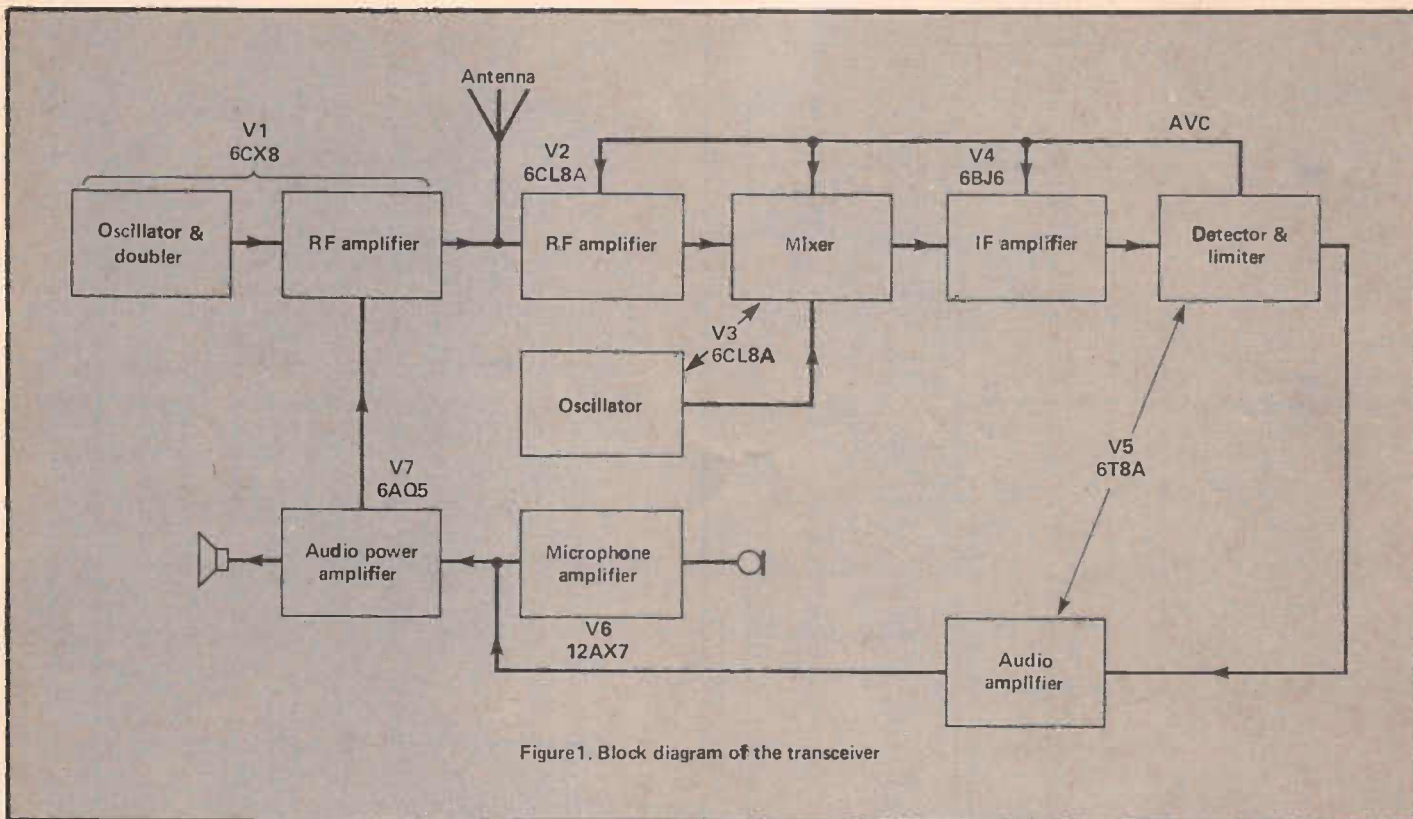 Antenna
AVC
V1
6CX8
V2
6CL8A
V4
6BJ6
Oscillator &
doubler
RF amplifier
RF amplifier
Mixer
IF amplifier
Detector &
limiter
V3
6CL8A
Oscillator
V5
6T8A
V7
6AQ5
Audio power
amplifier
Microphone
amplifier
V6
12AX7
Audio
amplifier
Figure1. Block diagram of the transceiver